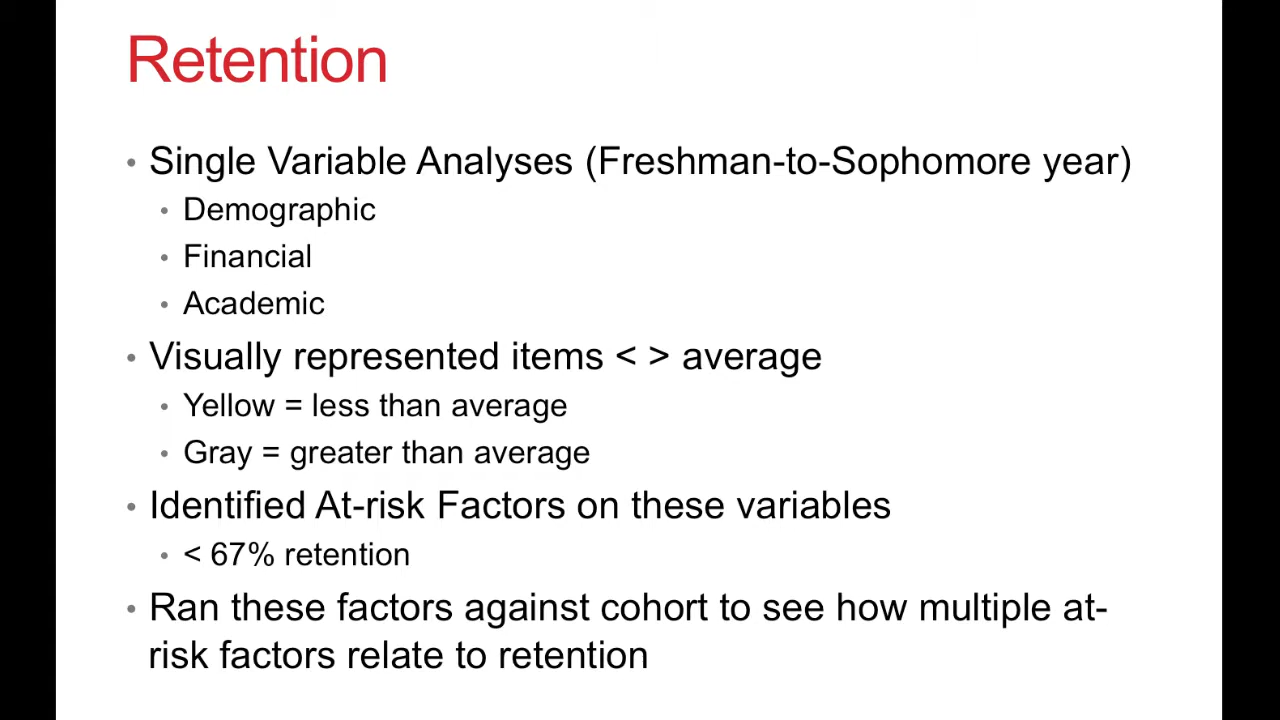 Retention
• Single Variable Analyses (Freshman-to-Sophomore year)
• Demographic
• Financial
• Academic
• Visually represented items < > average
• Yellow = less than average
• Gray = greater than average
• Identified At-risk Factors on these variables
• < 67% retention
• Ran these factors against cohort to see how multiple at-
risk factors relate to retention